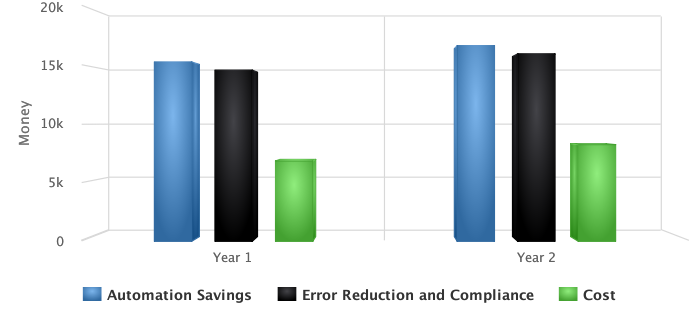 20k
15k
10k
5k
0
Money
Year 1
Year 2
Automation Savings
Error Reduction and Compliance
Cost